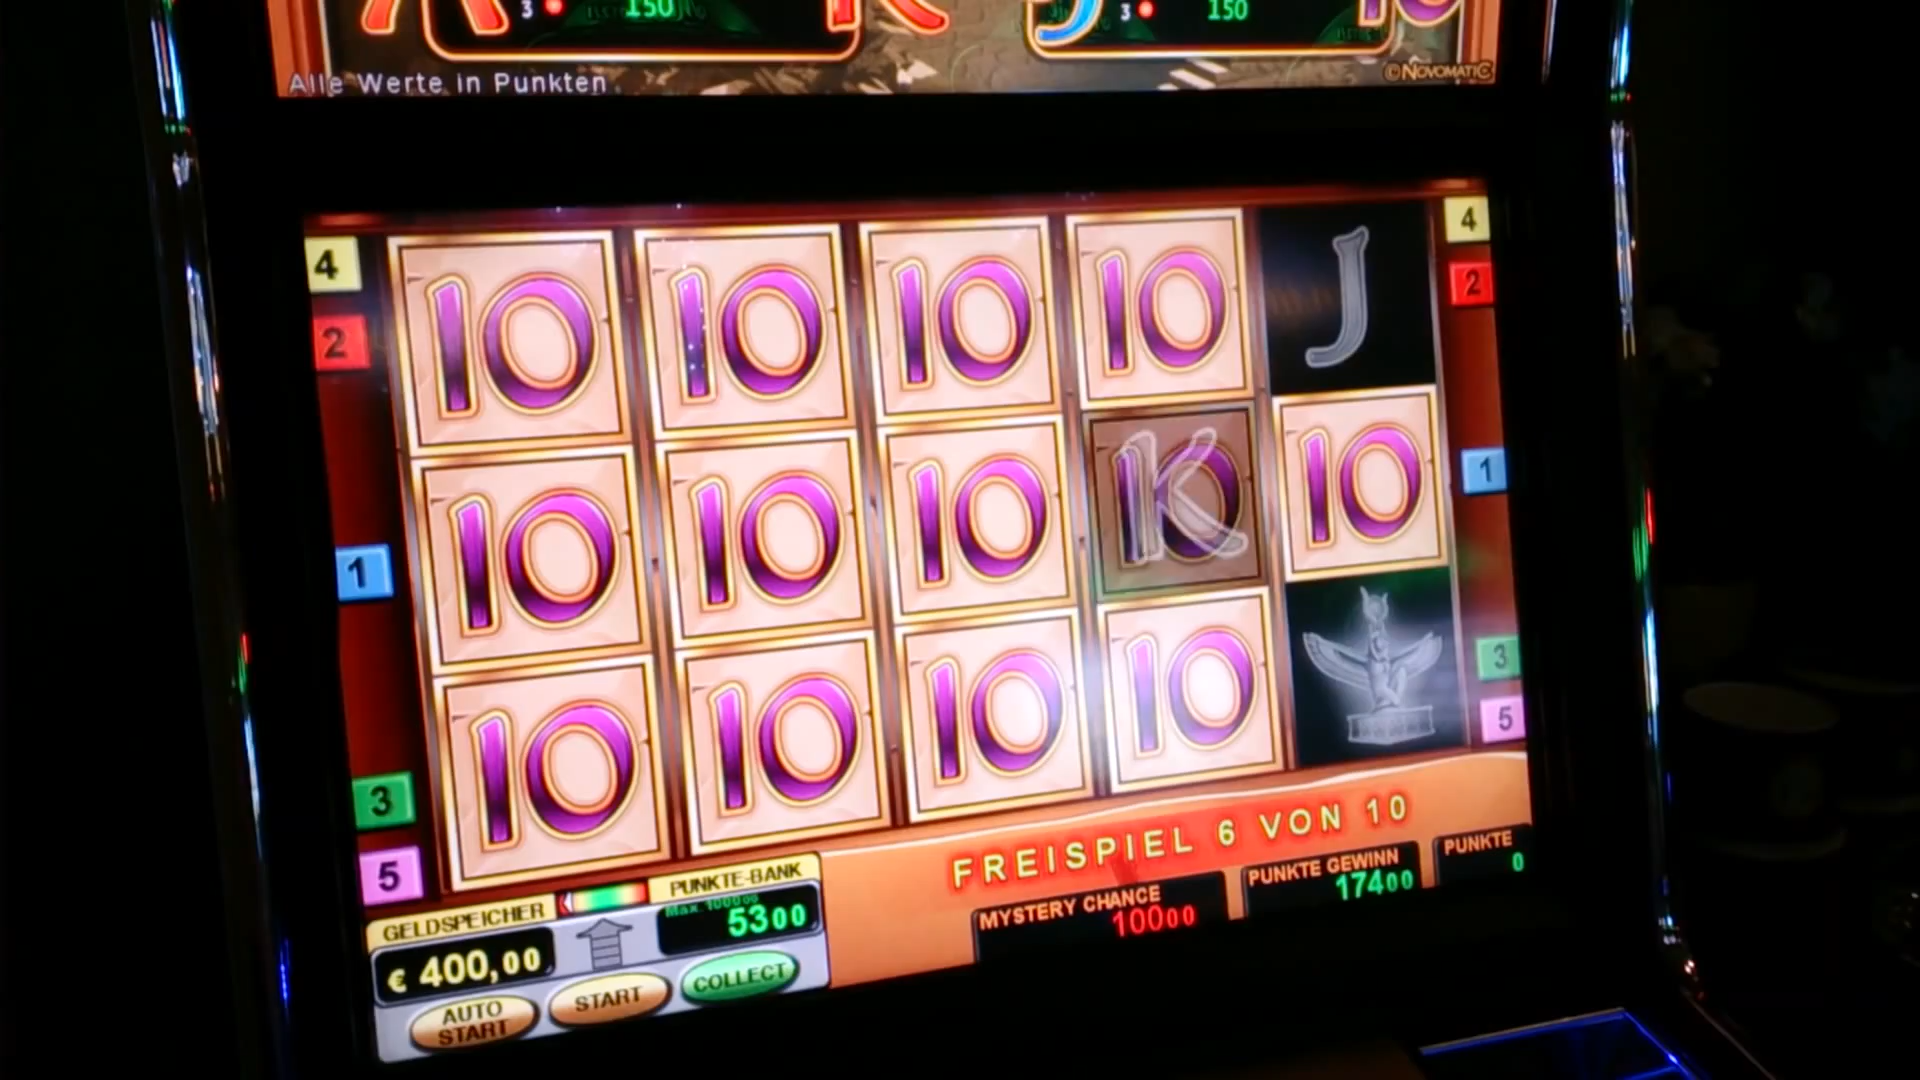 3 150 3 150
Alle Werte in Punkten
©NOVOMATIC
4 10 10 10 10 J 4
2 2
1 10 10 10 K 10 1
3 10 10 10 10 3
5 5
FREISPIEL 6 VON 10
GELDSPEICHER
€ 400,00
PUNKTE-BANK
5300
MYSTERY CHANCE
10000
PUNKTE GEWINN
17400
PUNKTE
0
AUTO
START
START
COLLECT